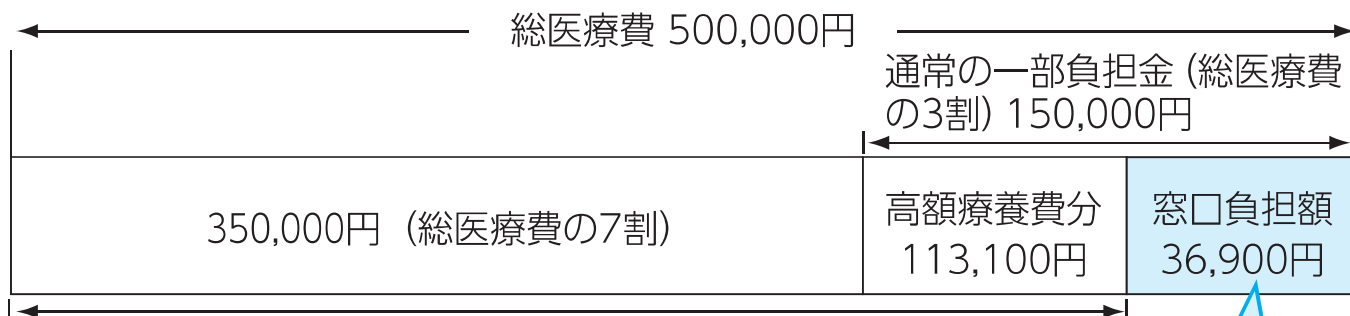 総医療費 500,000円
通常の一部負担金 (総医療費
の3割) 150,000円
350,000円 (総医療費の7割)
高額療養費分
113,100円
窓口負担額
36,900円